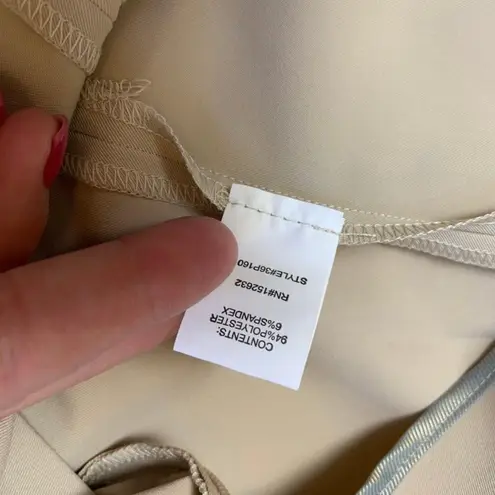 CONTENTS:
94%POLYESTER
6%SPANDEX
RN#152632
STYLE#36P160